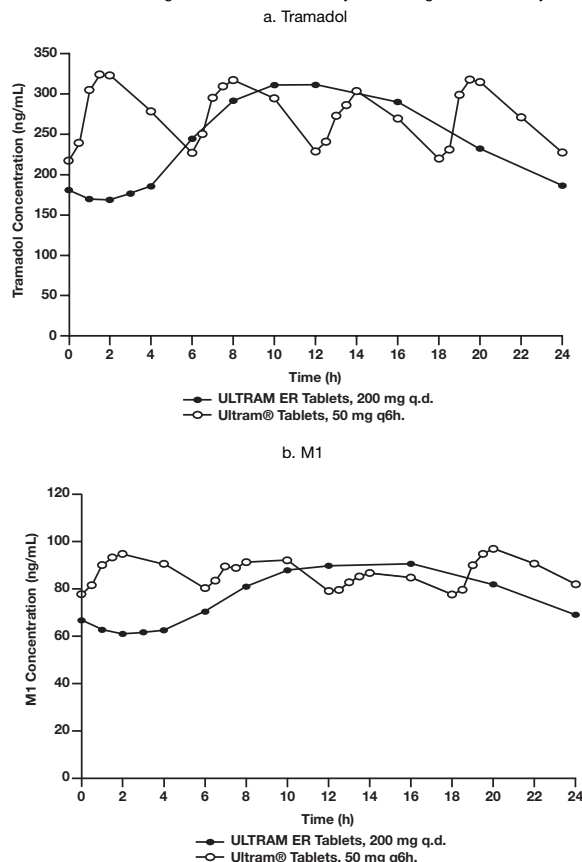 a. Tramadol
350
300
250
200
150
100
50
0
Tramadol Concentration (ng/mL)
0 2 4 6 8 10 12 14 16 18 20 22 24
Time (h)
ULTRAM ER Tablets, 200 mg q.d.
Ultram® Tablets, 50 mg q6h.
b. M1
120
100
80
60
40
20
0
M1 Concentration (ng/mL)
0 2 4 6 8 10 12 14 16 18 20 22 24
Time (h)
ULTRAM ER Tablets, 200 mg q.d.
Ultram® Tablets, 50 mg q6h.